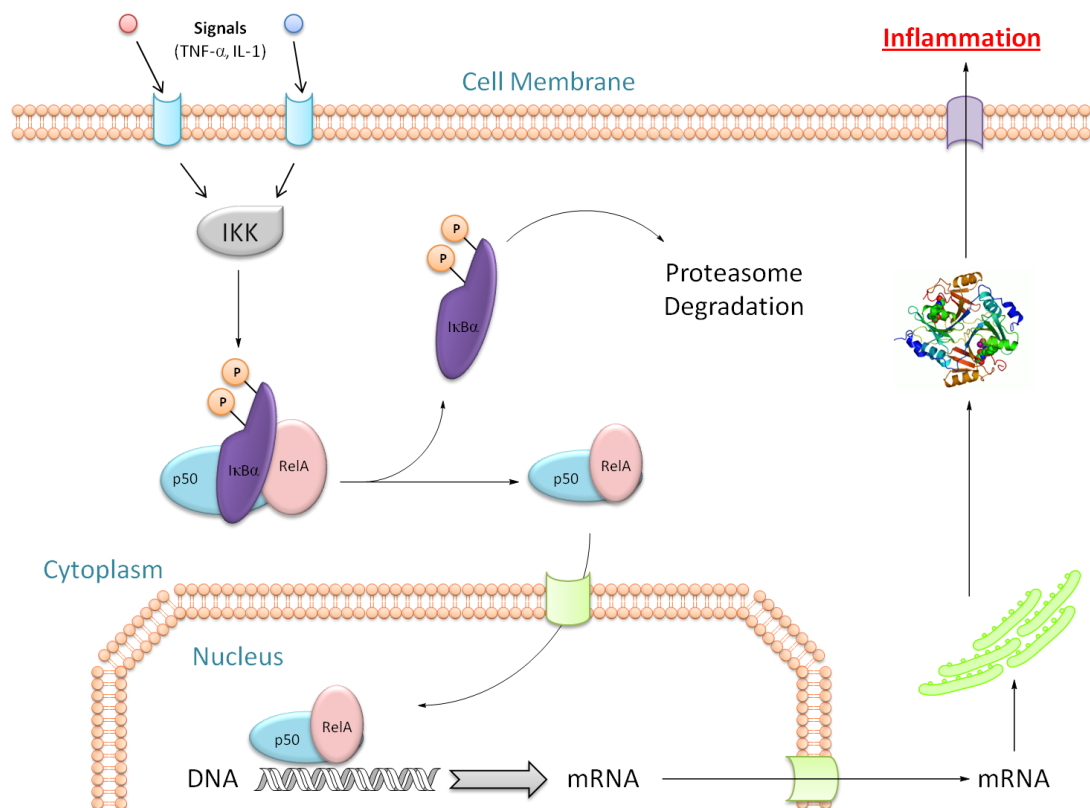 Signals
(TNF-α, IL-1)
Inflammation
Cell Membrane
IKK
P
P
IκBα
Proteasome
Degradation
P
P
p50
IκBα
RelA
p50
RelA
Cytoplasm
Nucleus
p50
RelA
DNA
mRNA
mRNA